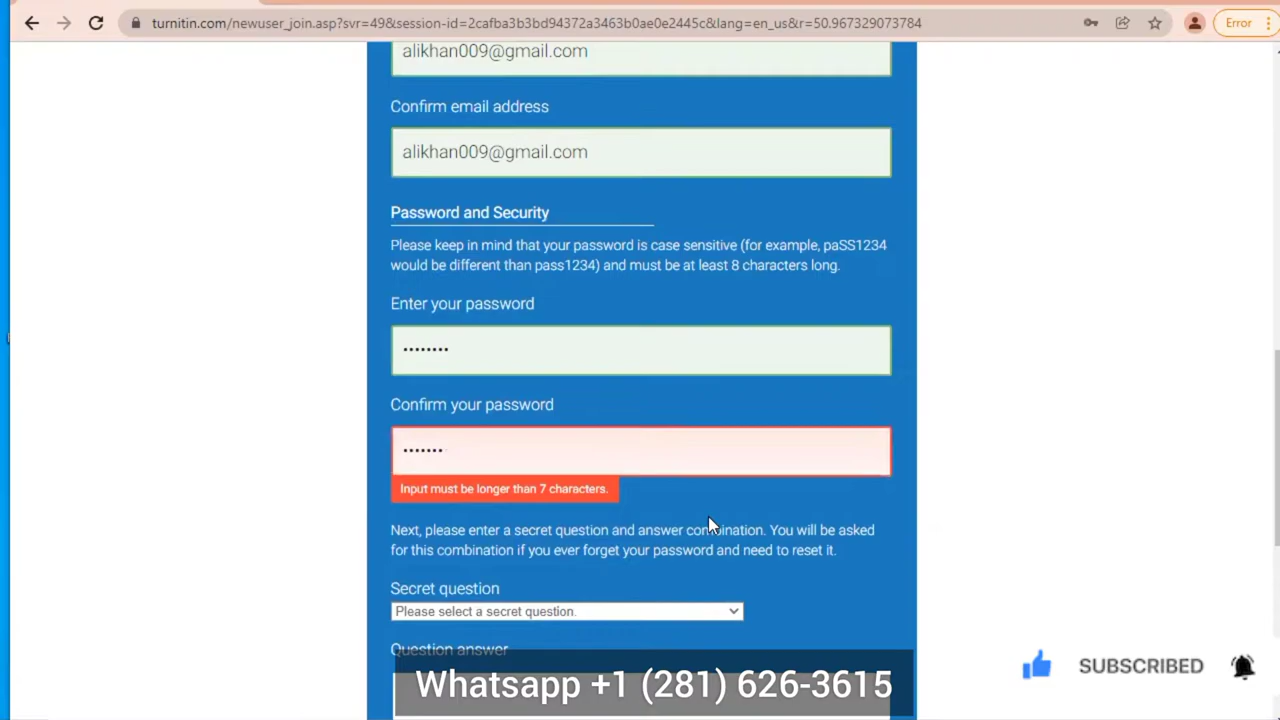 turnitin.com/newuser_join.asp?svr=49&session-id=2cafba3b3bd94372a3463b0ae0e2445c&lang=en_us&r=50.967329073784
Error
alikhan009@gmail.com
Confirm email address
alikhan009@gmail.com
Password and Security
Please keep in mind that your password is case sensitive (for example, paSS1234
would be different than pass1234) and must be at least 8 characters long.
Enter your password
••••••••
Confirm your password
•••••••
Input must be longer than 7 characters.
Next, please enter a secret question and answer combination. You will be asked
for this combination if you ever forget your password and need to reset it.
Secret question
Please select a secret question.
Question answer
Whatsapp +1 (281) 626-3615
SUBSCRIBED